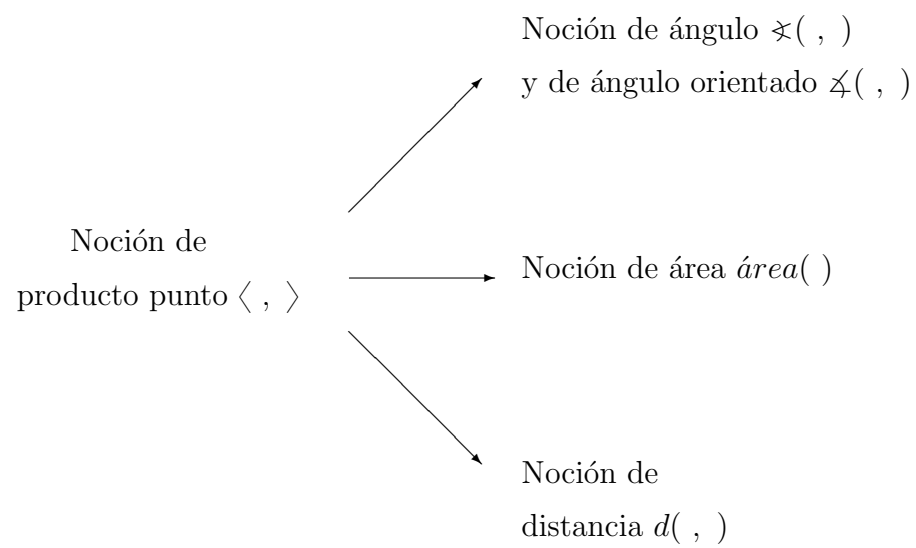 Noción de ángulo ∢( , )
y de ángulo orientado ∡( , )
Noción de
producto punto ⟨ , ⟩
Noción de área área( )
Noción de
distancia d( , )